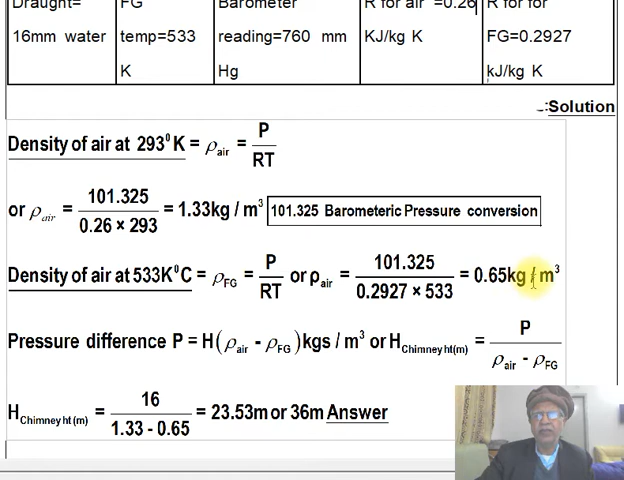 Draught= FG Barometer R for air =0.26 R for for
16mm water temp=533 reading=760 mm KJ/kg K FG=0.2927
K Hg kJ/kg K
:Solution
Density of air at 293⁰ K = ρair = P / RT
or ρair = 101.325 / 0.26 × 293 = 1.33kg / m³ 101.325 Barometeric Pressure conversion
Density of air at 533K⁰C = ρFG = P / RT or ρair = 101.325 / 0.2927 × 533 = 0.65kg / m³
Pressure difference P = H(ρair - ρFG)kgs / m³ or HChimney ht(m) = P / ρair - ρFG
HChimney ht (m) = 16 / 1.33 - 0.65 = 23.53m or 36m Answer